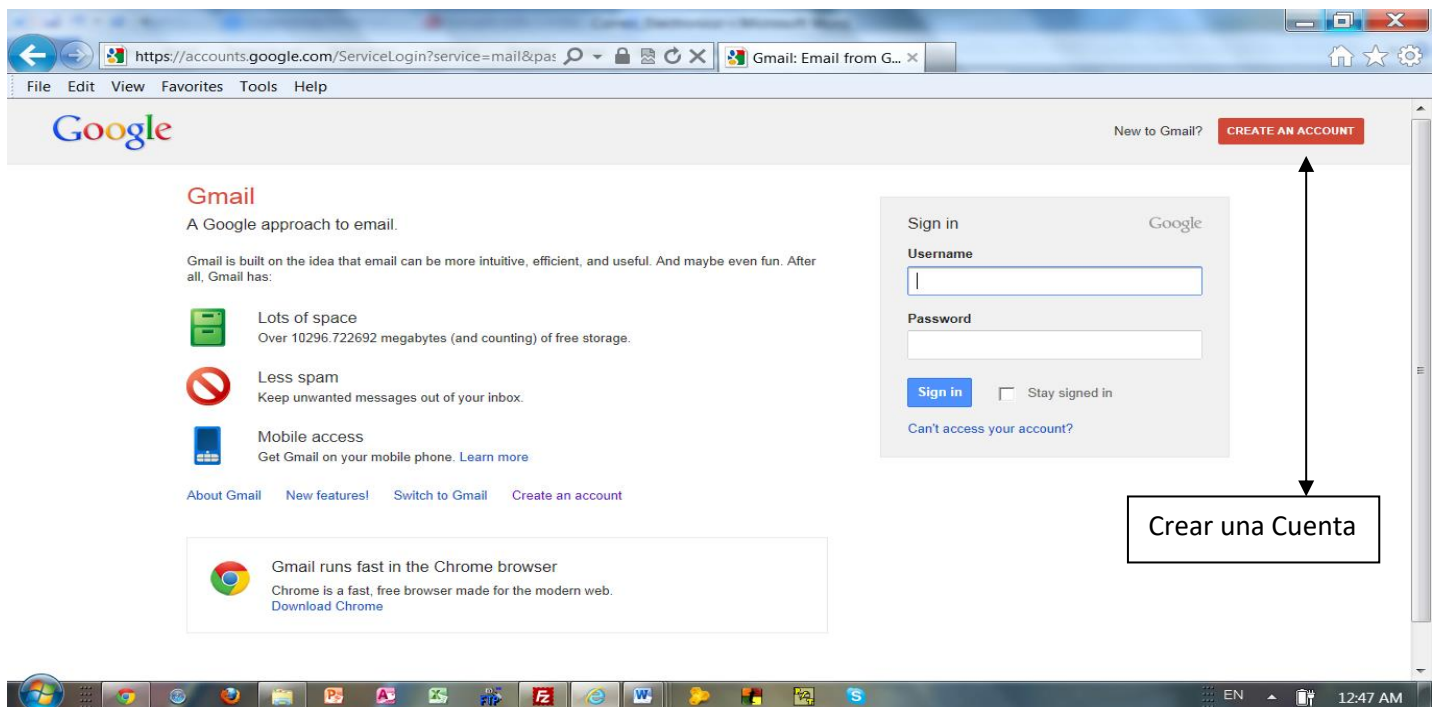 https://accounts.google.com/ServiceLogin?service=mail&pas
Gmail: Email from G...
File Edit View Favorites Tools Help
Google
New to Gmail? CREATE AN ACCOUNT
Gmail
A Google approach to email.
Gmail is built on the idea that email can be more intuitive, efficient, and useful. And maybe even fun. After
all, Gmail has:
Lots of space
Over 10296.722692 megabytes (and counting) of free storage.
Less spam
Keep unwanted messages out of your inbox.
Mobile access
Get Gmail on your mobile phone. Learn more
About Gmail New features! Switch to Gmail Create an account
Gmail runs fast in the Chrome browser
Chrome is a fast, free browser made for the modern web.
Download Chrome
Sign in Google
Username
Password
Sign in Stay signed in
Can't access your account?
Crear una Cuenta
EN 12:47 AM